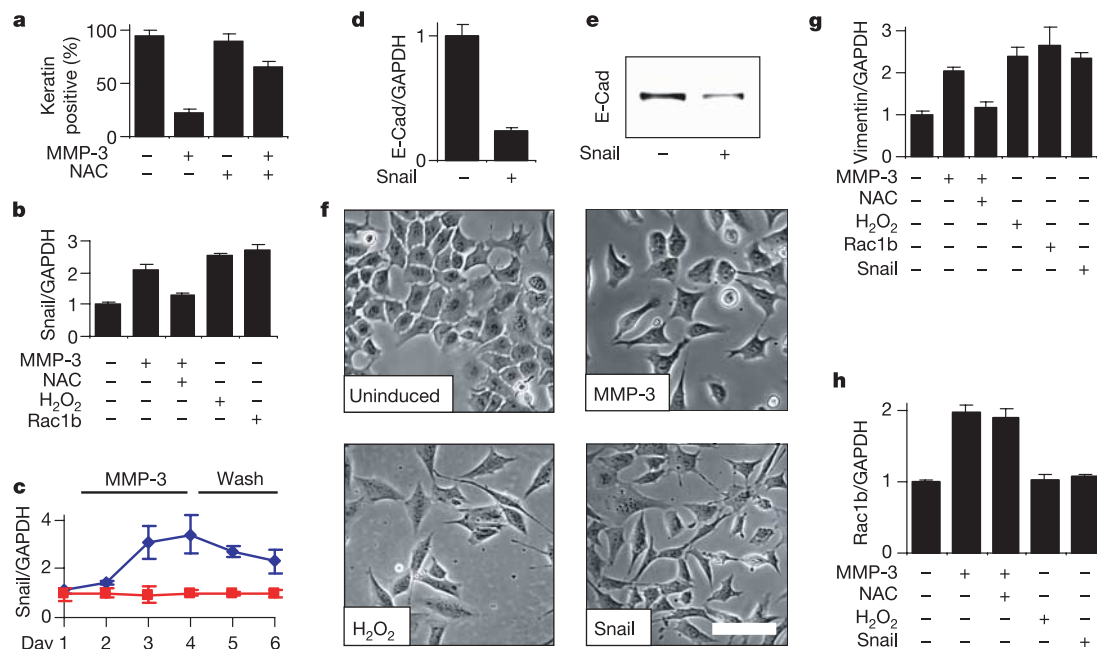 a
Keratin
positive (%)
100
50
0
MMP-3 – + – +
NAC – – + +
b
Snail/GAPDH
3
2
1
0
MMP-3 – + + – –
NAC – – + – –
H2O2 – – – + –
Rac1b – – – – +
c
MMP-3 Wash
Snail/GAPDH
4
2
0
Day 1 2 3 4 5 6
d
E-Cad/GAPDH
1
0
Snail – +
e
E-Cad
Snail – +
f
Uninduced
MMP-3
H2O2
Snail
g
Vimentin/GAPDH
3
2
1
0
MMP-3 – + + – – –
NAC – – + – – –
H2O2 – – – + – –
Rac1b – – – – + –
Snail – – – – – +
h
Rac1b/GAPDH
2
1
0
MMP-3 – + + – –
NAC – – + – –
H2O2 – – – + –
Snail – – – – +